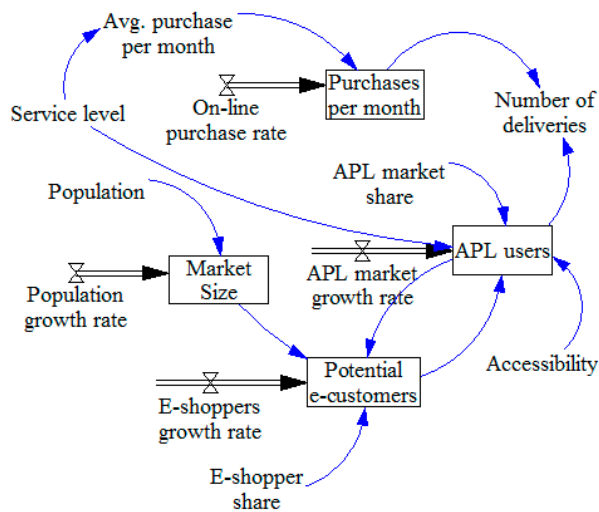 Avg. purchase
per month
Purchases
per month
On-line
purchase rate
Service level
Number of
deliveries
Population
APL market
share
Market
Size
APL users
Population
growth rate
APL market
growth rate
Potential
e-customers
Accessibility
E-shoppers
growth rate
E-shopper
share